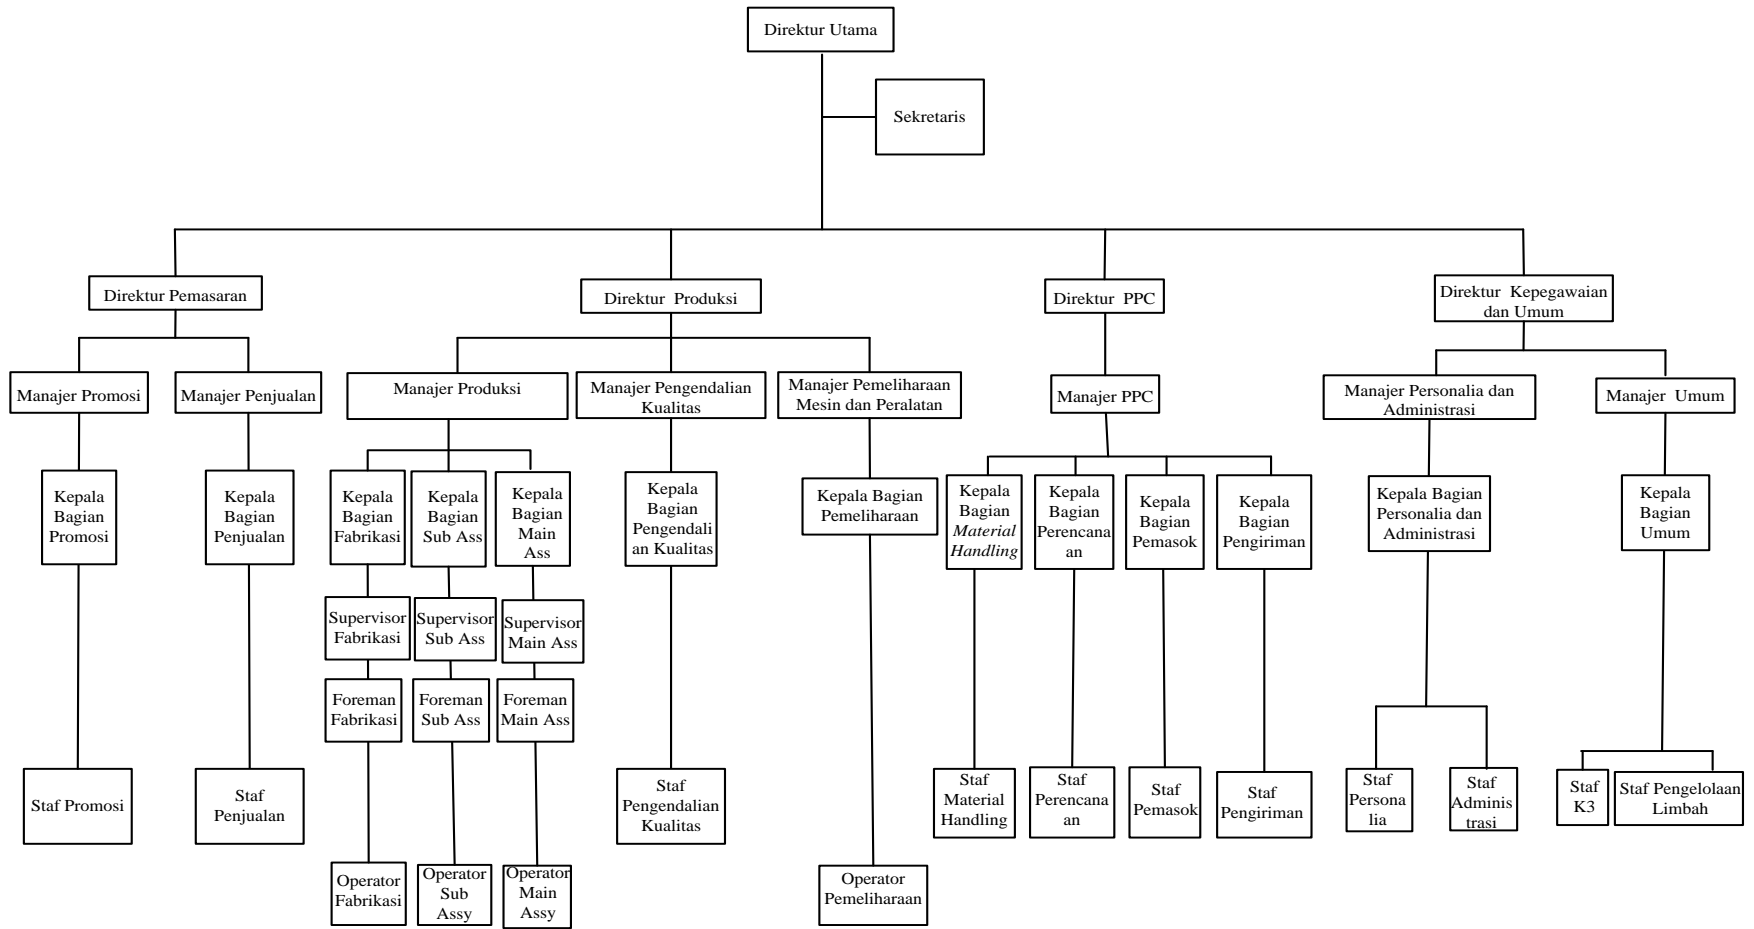 Direktur Utama
Sekretaris
Direktur Pemasaran
Direktur Produksi
Direktur PPC
Direktur Kepegawaian
dan Umum
Manajer Promosi
Manajer Penjualan
Manajer Produksi
Manajer Pengendalian
Kualitas
Manajer Pemeliharaan
Mesin dan Peralatan
Manajer PPC
Manajer Personalia dan
Administrasi
Manajer Umum
Kepala
Bagian
Promosi
Kepala
Bagian
Penjualan
Kepala
Bagian
Fabrikasi
Kepala
Bagian
Sub Ass
Kepala
Bagian
Main
Ass
Kepala
Bagian
Pengendali
an Kualitas
Kepala Bagian
Pemeliharaan
Kepala
Bagian
Material
Handling
Kepala
Bagian
Perencana
an
Kepala
Bagian
Pemasok
Kepala
Bagian
Pengiriman
Kepala Bagian
Personalia dan
Administrasi
Kepala
Bagian
Umum
Supervisor
Fabrikasi
Supervisor
Sub Ass
Supervisor
Main Ass
Foreman
Fabrikasi
Foreman
Sub Ass
Foreman
Main Ass
Staf Promosi
Staf
Penjualan
Staf
Pengendalian
Kualitas
Staf
Material
Handling
Staf
Perencana
an
Staf
Pemasok
Staf
Pengiriman
Staf
Persona
lia
Staf
Adminis
trasi
Staf
K3
Staf Pengelolaan
Limbah
Operator
Fabrikasi
Operator
Sub
Assy
Operator
Main
Assy
Operator
Pemeliharaan